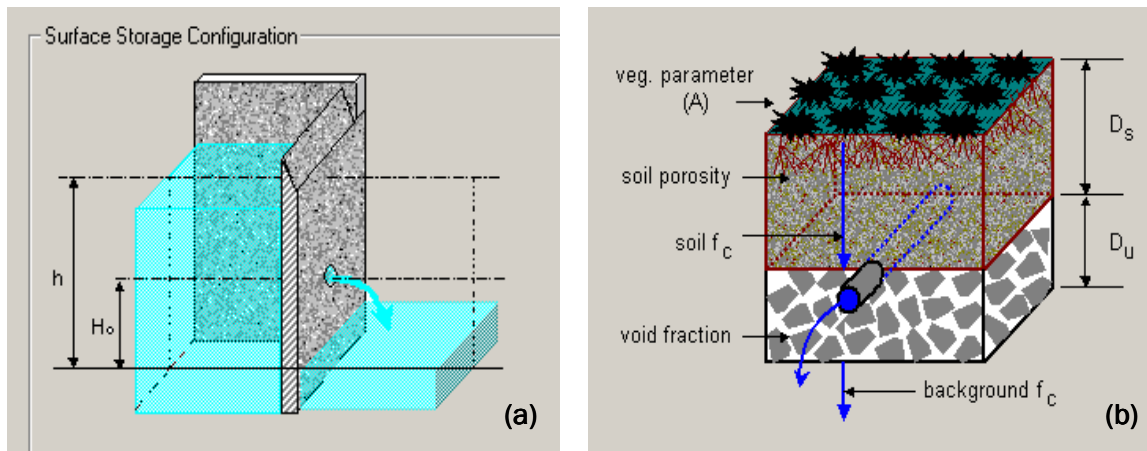 Surface Storage Configuration
h
Ho
(a)
veg. parameter
(A)
soil porosity
soil fc
void fraction
background fc
Ds
Du
(b)